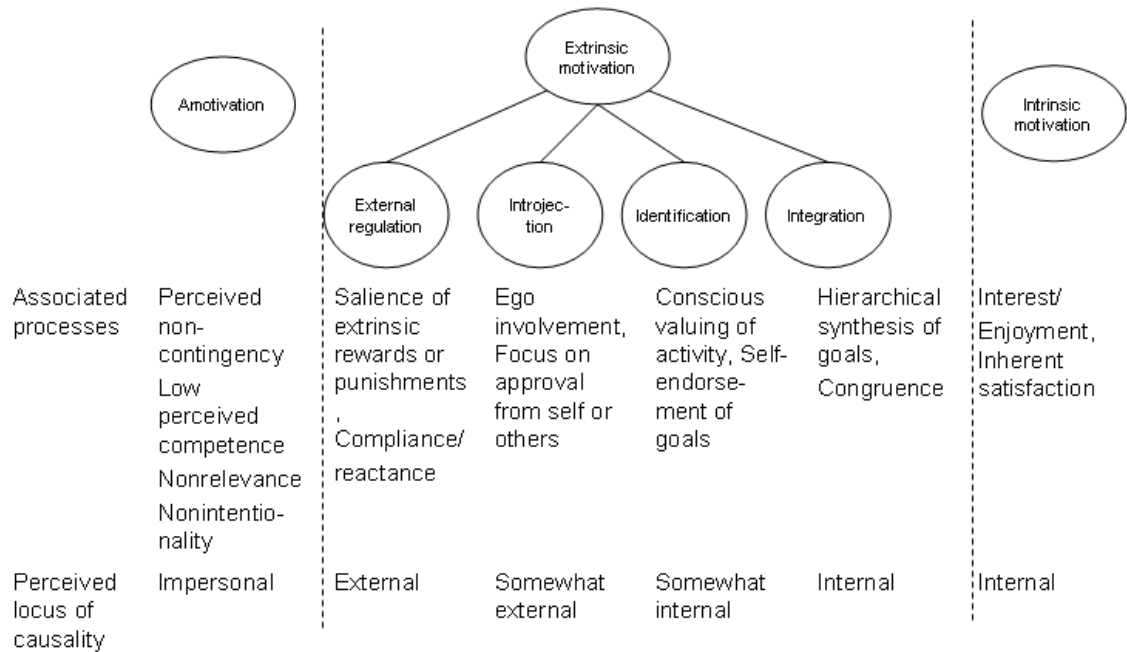 Extrinsic
motivation
Amotivation
Intrinsic
motivation
External
regulation
Introjec-
tion
Identification
Integration
Associated
processes
Perceived
non-
contingency
Low
perceived
competence
Nonrelevance
Nonintentio-
nality
Salience of
extrinsic
rewards or
punishments
,
Compliance/
reactance
Ego
involvement,
Focus on
approval
from self or
others
Conscious
valuing of
activity, Self-
endorse-
ment of
goals
Hierarchical
synthesis of
goals,
Congruence
Interest/
Enjoyment,
Inherent
satisfaction
Perceived
locus of
causality
Impersonal
External
Somewhat
external
Somewhat
internal
Internal
Internal